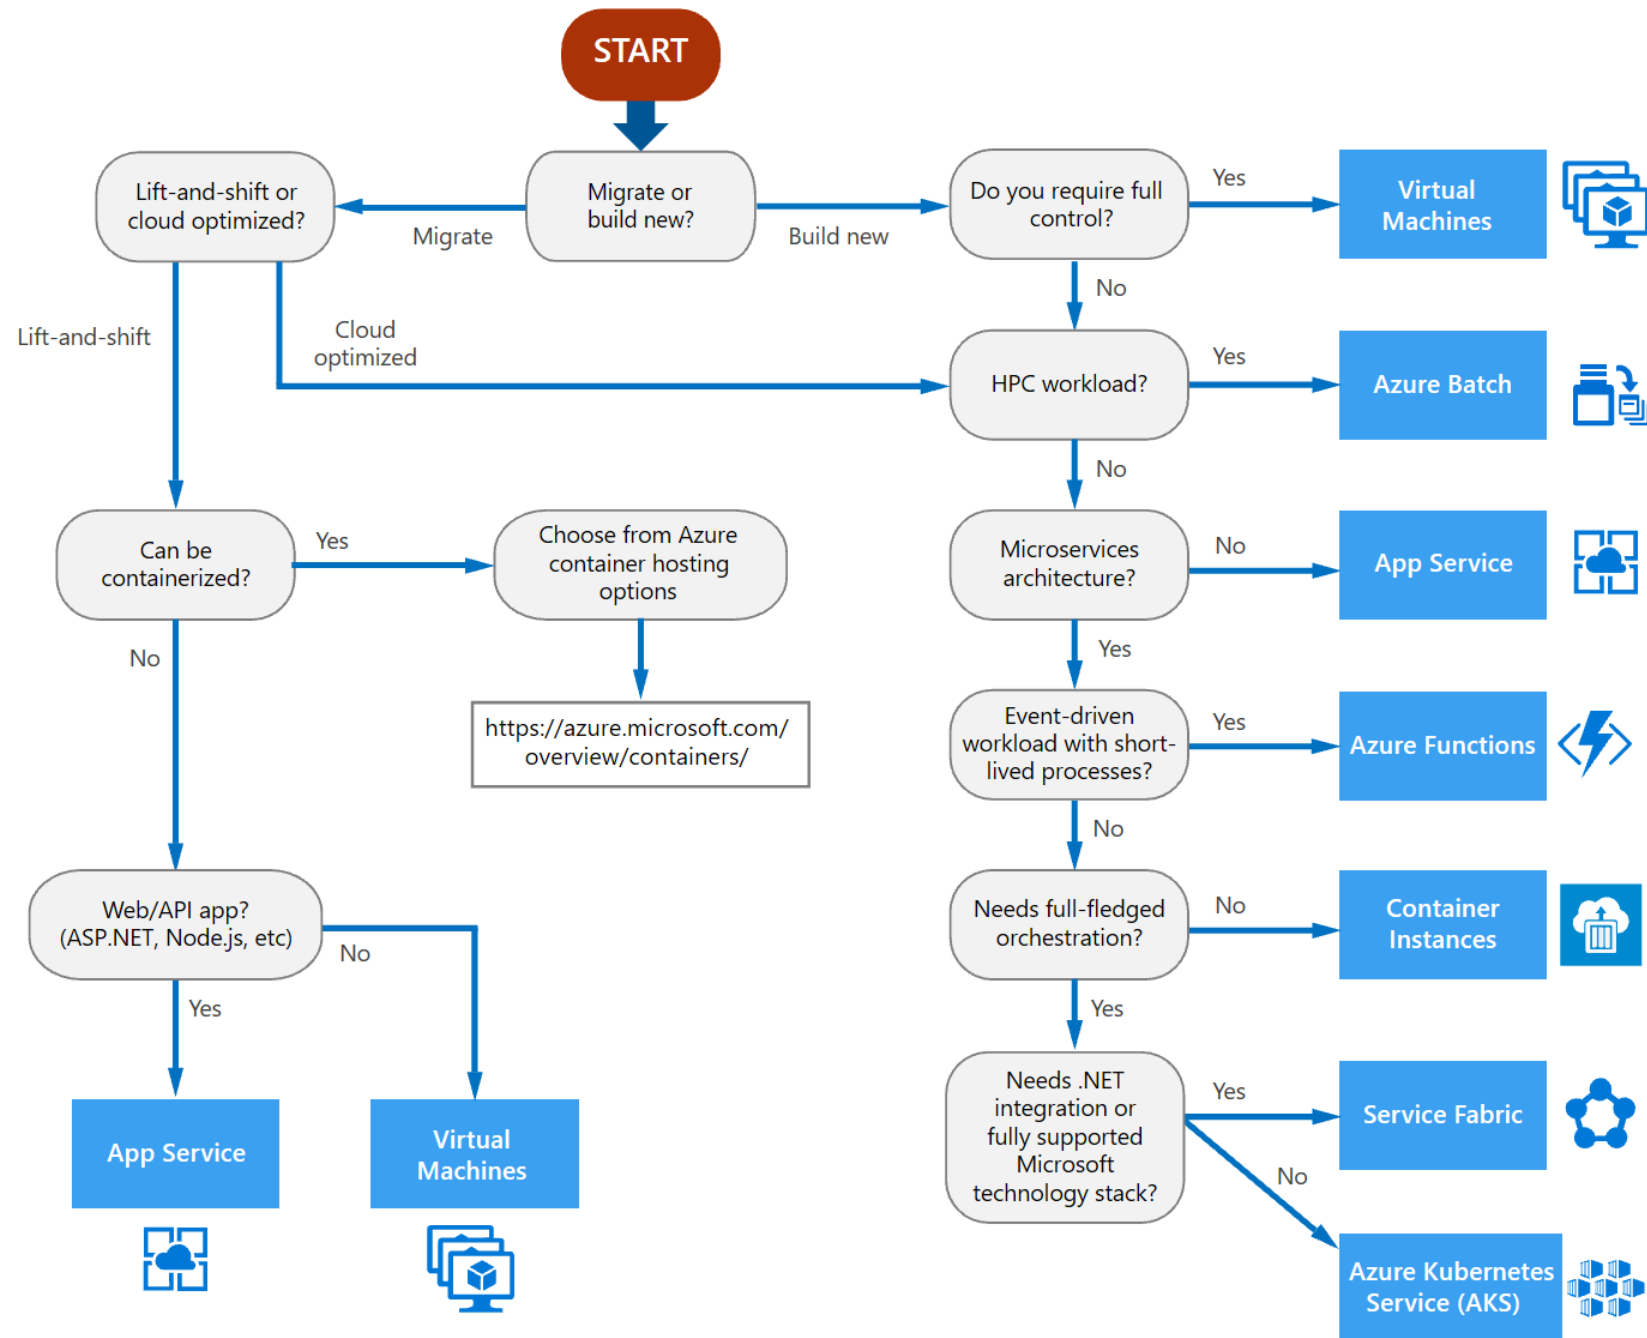 START
Lift-and-shift or
cloud optimized?
Migrate
Migrate or
build new?
Build new
Do you require full
control?
Yes
Virtual
Machines
No
Lift-and-shift
Cloud
optimized
HPC workload?
Yes
Azure Batch
No
Can be
containerized?
Yes
Choose from Azure
container hosting
options
Microservices
architecture?
No
App Service
No
Yes
https://azure.microsoft.com/
overview/containers/
Event-driven
workload with short-
lived processes?
Yes
Azure Functions
No
Web/API app?
(ASP.NET, Node.js, etc)
No
Needs full-fledged
orchestration?
No
Container
Instances
Yes
Yes
App Service
Virtual
Machines
Needs .NET
integration or
fully supported
Microsoft
technology stack?
Yes
Service Fabric
No
Azure Kubernetes
Service (AKS)